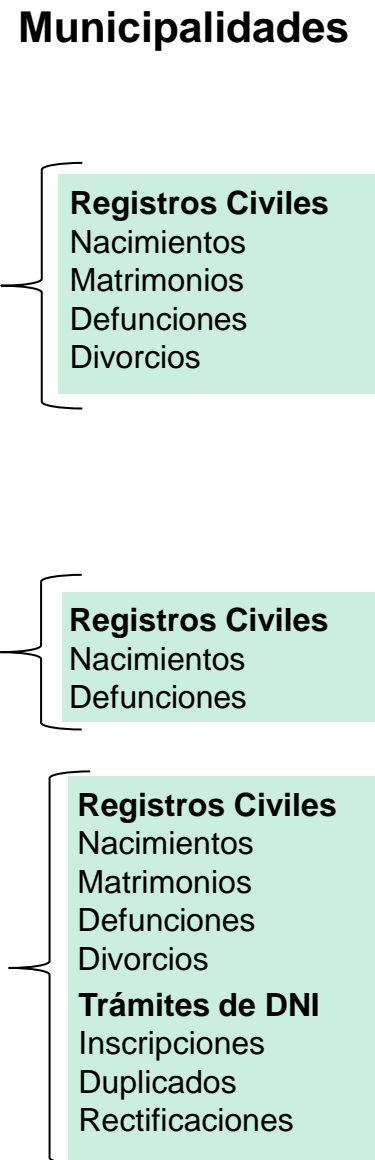 Municipalidades
Registros Civiles
Nacimientos
Matrimonios
Defunciones
Divorcios
Registros Civiles
Nacimientos
Defunciones
Registros Civiles
Nacimientos
Matrimonios
Defunciones
Divorcios
Trámites de DNI
Inscripciones
Duplicados
Rectificaciones